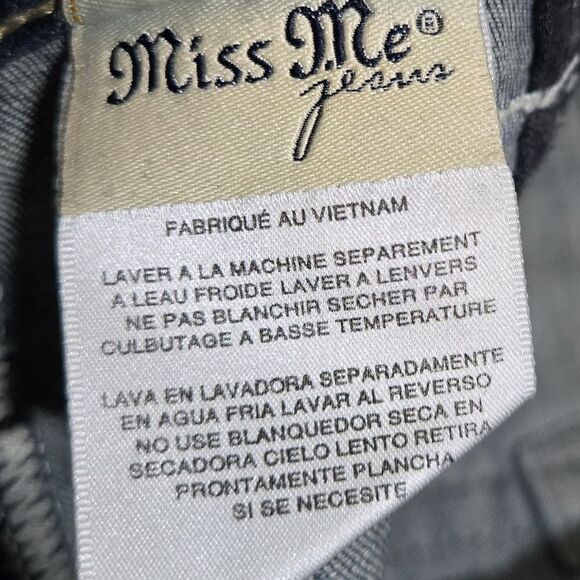 Miss Me®
jeans
FABRIQUÉ AU VIETNAM
LAVER A LA MACHINE SEPAREMENT
A LEAU FROIDE LAVER A LENVERS
NE PAS BLANCHIR SECHER PAR
CULBUTAGE A BASSE TEMPERATURE
LAVA EN LAVADORA SEPARADAMENTE
EN AGUA FRIA LAVAR AL REVERSO
NO USE BLANQUEDOR SECA EN
SECADORA CIELO LENTO RETIRA
PRONTAMENTE PLANCHA
SI SE NECESITE